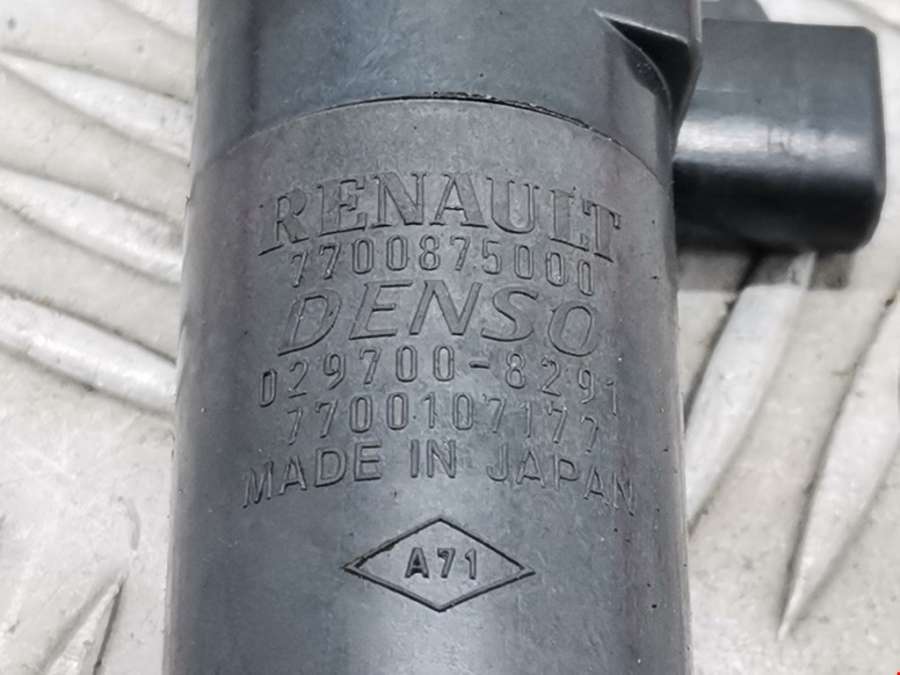 RENAULT
7700875000
DENSO
029700-8291
7700107177
MADE IN JAPAN
A71